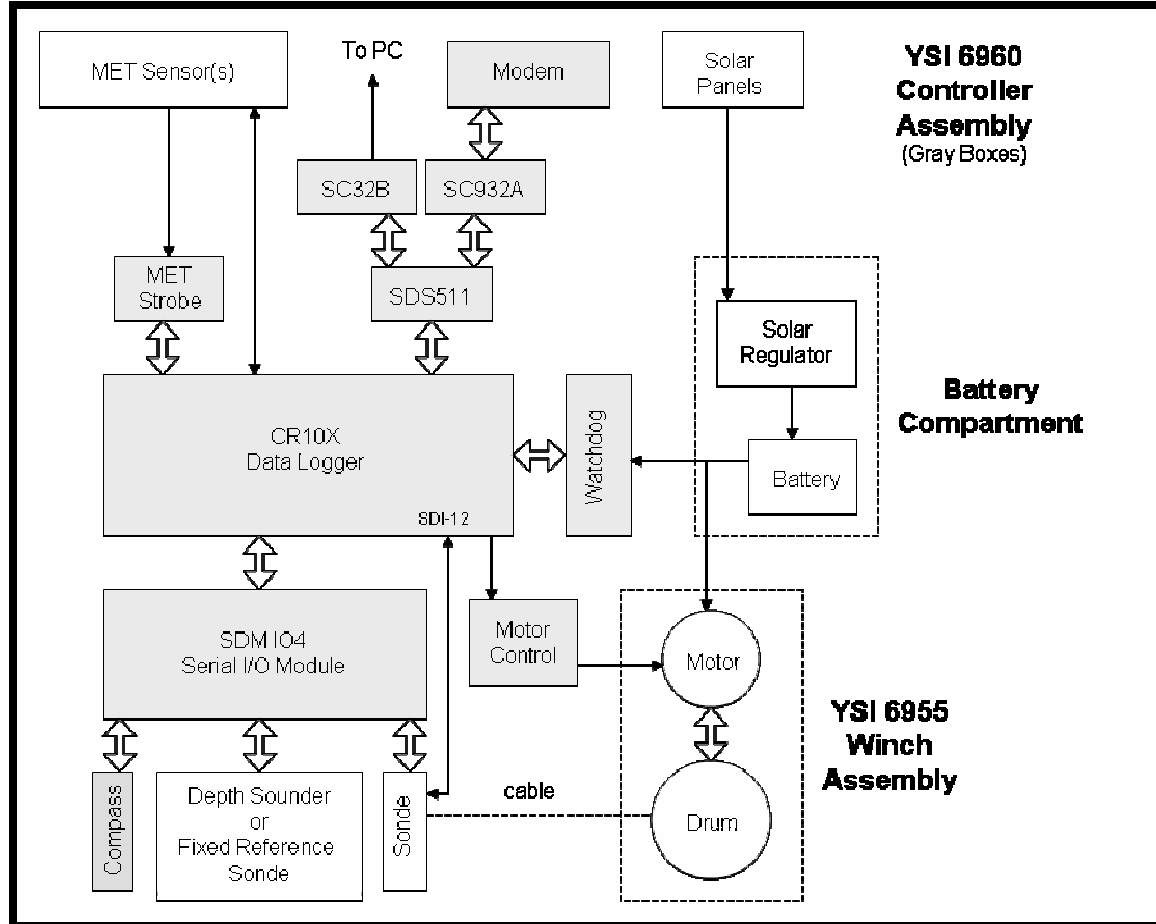 MET Sensor(s)
To PC
Modem
Solar
Panels
YSI 6960
Controller
Assembly
(Gray Boxes)
SC32B
SC932A
MET
Strobe
SDS511
Solar
Regulator
Battery
Compartment
CR10X
Data Logger
SDI-12
Watchdog
Battery
SDM IO4
Serial I/O Module
Motor
Control
Motor
YSI 6955
Winch
Assembly
Compass
Depth Sounder
or
Fixed Reference
Sonde
Sonde
cable
Drum